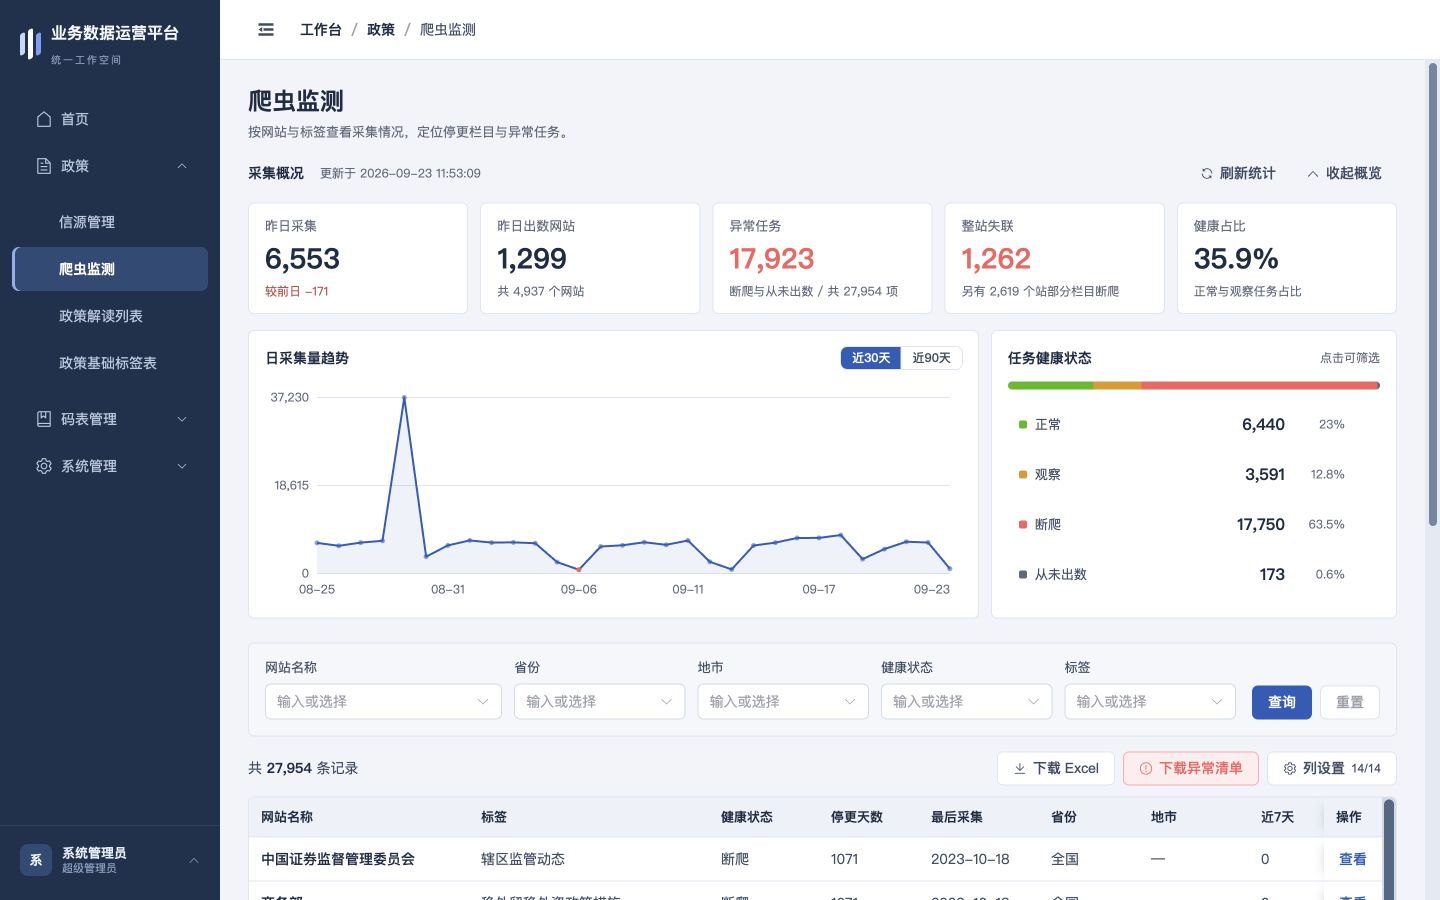 业务数据运营平台
统一工作空间
首页
政策
信源管理
爬虫监测
政策解读列表
政策基础标签表
码表管理
系统管理
系
系统管理员
超级管理员
工作台 / 政策 / 爬虫监测
爬虫监测
按网站与标签查看采集情况，定位停更栏目与异常任务。
采集概况 更新于 2026-09-23 11:53:09
刷新统计 收起概览
昨日采集
6,553
较前日 -171
昨日出数网站
1,299
共 4,937 个网站
异常任务
17,923
断爬与从未出数 / 共 27,954 项
整站失联
1,262
另有 2,619 个站部分栏目断爬
健康占比
35.9%
正常与观察任务占比
日采集量趋势
近30天 近90天
37,230
18,615
0
08-25 08-31 09-06 09-11 09-17 09-23
任务健康状态 点击可筛选
正常 6,440 23%
观察 3,591 12.8%
断爬 17,750 63.5%
从未出数 173 0.6%
网站名称 省份 地市 健康状态 标签
输入或选择 输入或选择 输入或选择 输入或选择 输入或选择 查询 重置
共 27,954 条记录
下载 Excel 下载异常清单 列设置 14/14
网站名称 标签 健康状态 停更天数 最后采集 省份 地市 近7天 操作
中国证券监督管理委员会 辖区监管动态 断爬 1071 2023-10-18 全国 — 0 查看